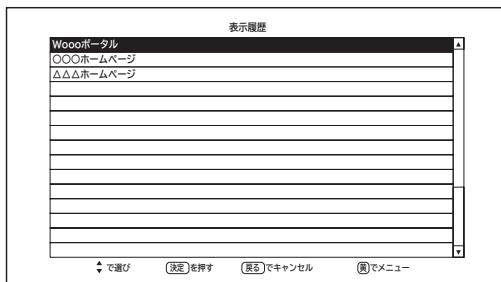 表示履歴
Woooポータル
○○○ホームページ
△△△ホームページ
で選び 決定を押す 戻るでキャンセル 黄でメニュー